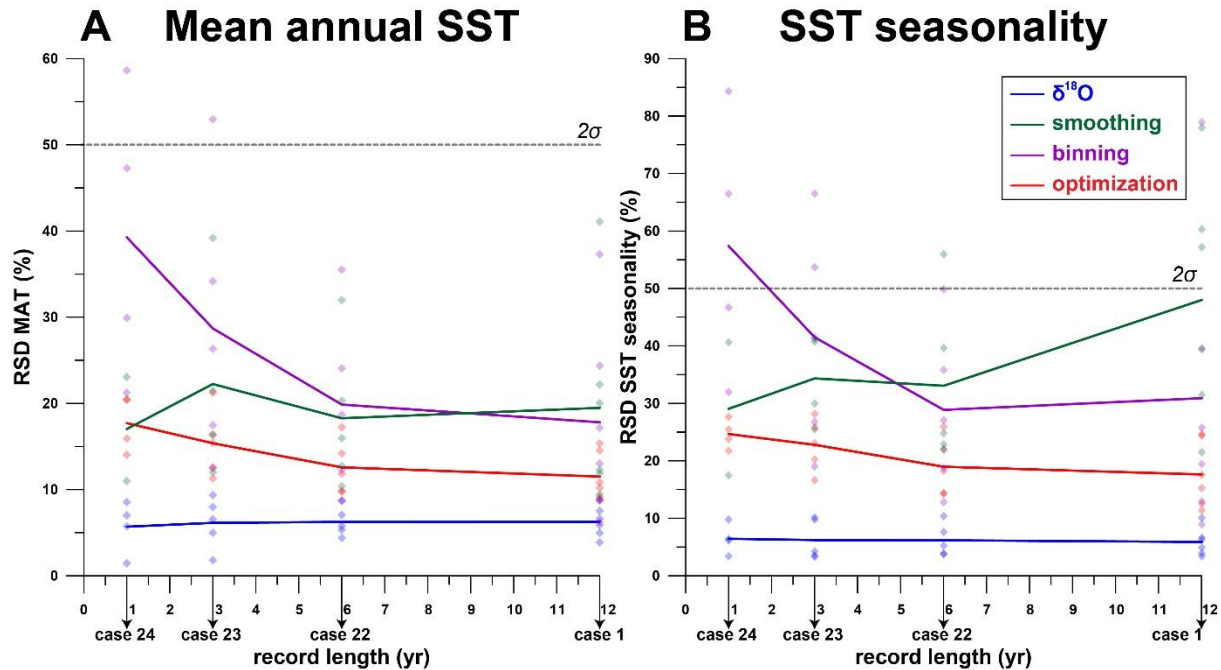 A Mean annual SST
60
50
40
30
20
10
0
RSD MAT (%)
2σ
0 1 2 3 4 5 6 7 8 9 10 11 12
case 24 case 23 case 22 case 1
record length (yr)
B SST seasonality
90
80
70
60
50
40
30
20
10
0
RSD SST seasonality (%)
δ18O
smoothing
binning
optimization
2σ
0 1 2 3 4 5 6 7 8 9 10 11 12
case 24 case 23 case 22 case 1
record length (yr)